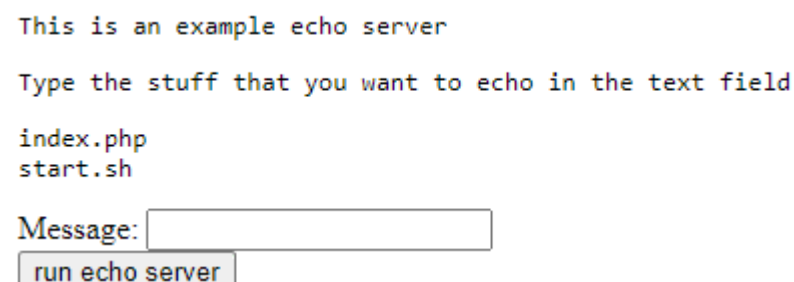 This is an example echo server
Type the stuff that you want to echo in the text field
index.php
start.sh
Message:
run echo server